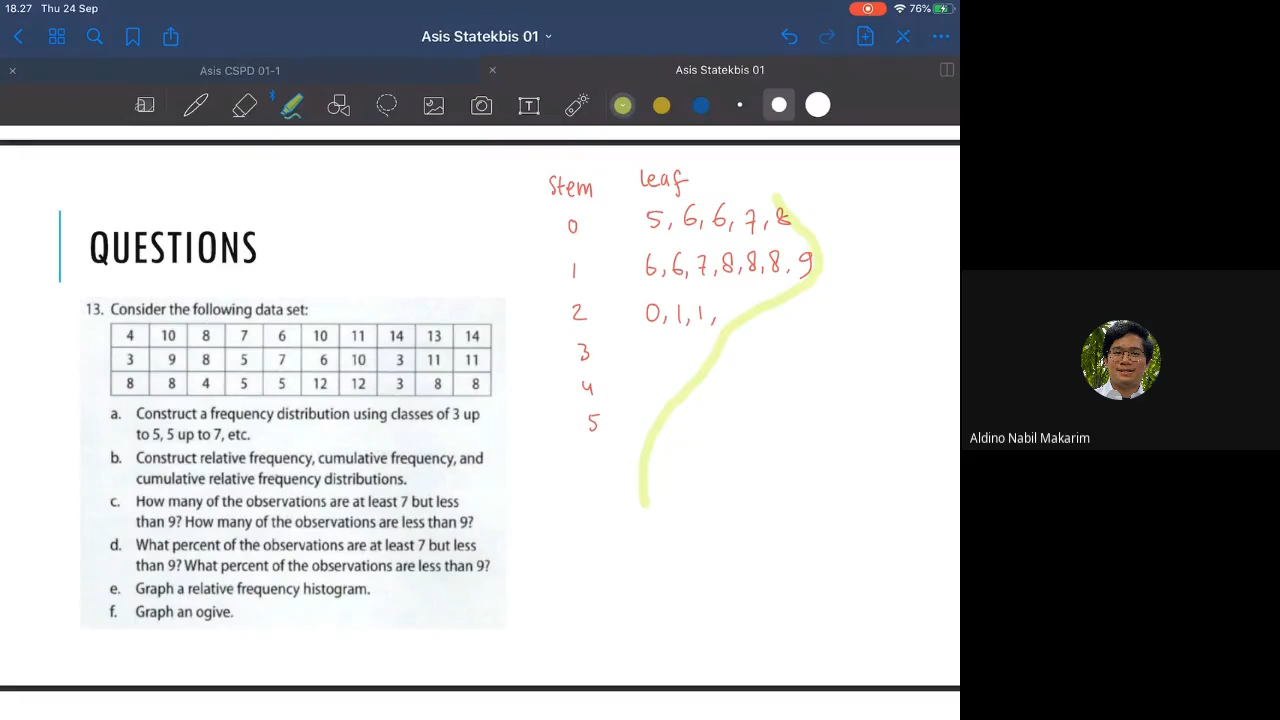 18.27 Thu 24 Sep
76%
Asis Statekbis 01
Asis CSPD 01-1
Asis Statekbis 01
T
QUESTIONS
13. Consider the following data set:
4 10 8 7 6 10 11 14 13 14
3 9 8 5 7 6 10 3 11 11
8 8 4 5 5 12 12 3 8 8
a. Construct a frequency distribution using classes of 3 up
to 5, 5 up to 7, etc.
b. Construct relative frequency, cumulative frequency, and
cumulative relative frequency distributions.
c. How many of the observations are at least 7 but less
than 9? How many of the observations are less than 9?
d. What percent of the observations are at least 7 but less
than 9? What percent of the observations are less than 9?
e. Graph a relative frequency histogram.
f. Graph an ogive.
Stem leaf
0 5, 6, 6, 7, 8
1 6, 6, 7, 8, 8, 8, 9
2 0, 1, 1,
3
4
5
Aldino Nabil Makarim